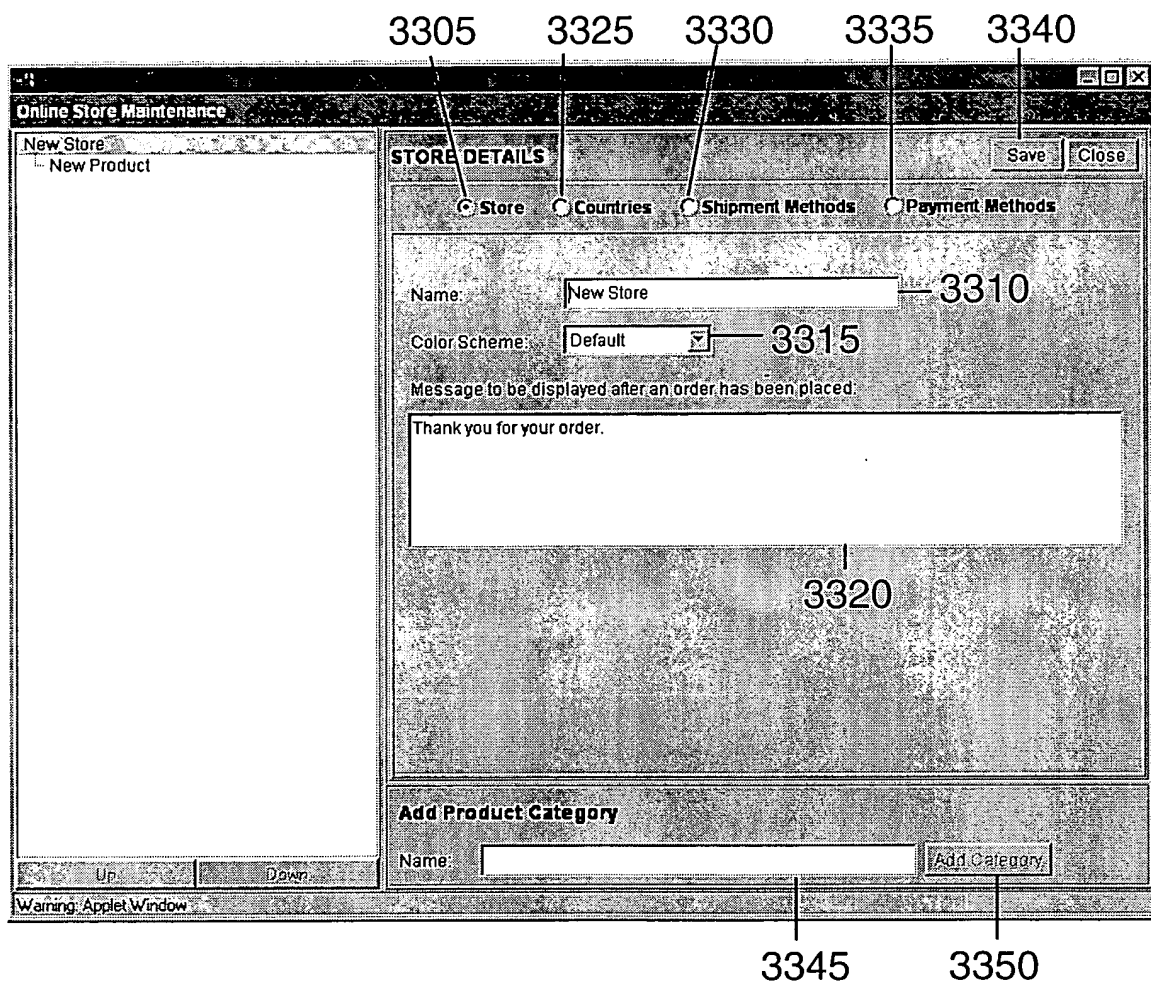 3305 3325 3330 3335 3340
Online Store Maintenance
New Store
New Product
STORE DETAILS
Save Close
Store Countries Shipment Methods Payment Methods
Name: New Store 3310
Color Scheme: Default 3315
Message to be displayed after an order has been placed:
Thank you for your order.
3320
Add Product Category
Name: Add Category
Up Down
Warning: Applet Window
3345 3350